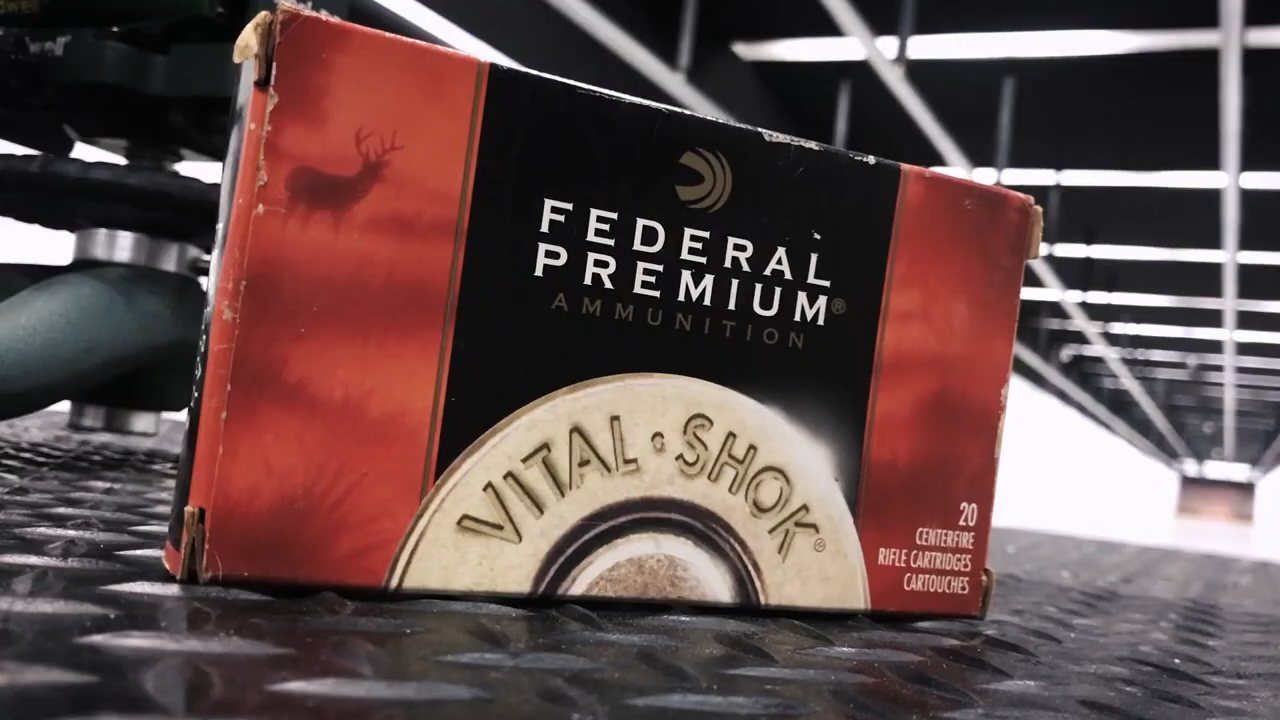 FEDERAL
PREMIUM®
AMMUNITION
VITAL·SHOK®
20
CENTERFIRE
RIFLE CARTRIDGES
CARTOUCHES